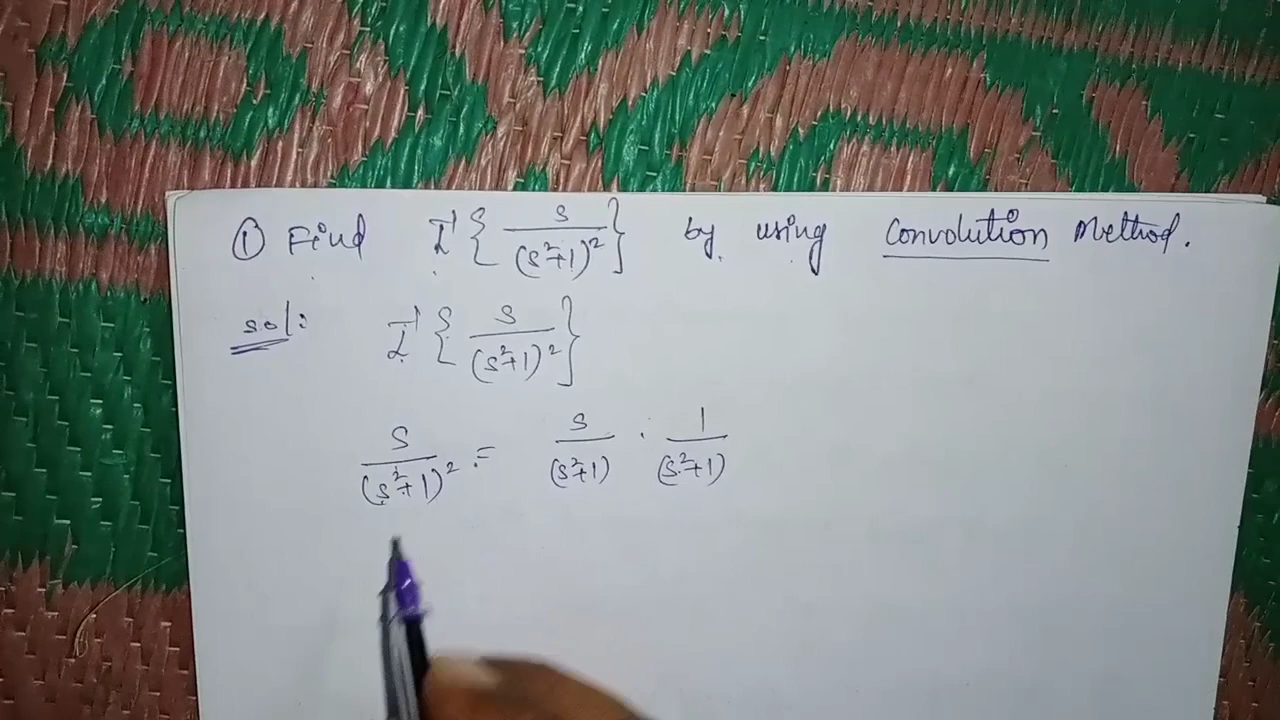 ① Find L⁻¹{ s/(s²+1)² } by using Convolution Method.
sol: L⁻¹{ s/(s²+1)² }
s/(s²+1)² = s/(s²+1) · 1/(s²+1)